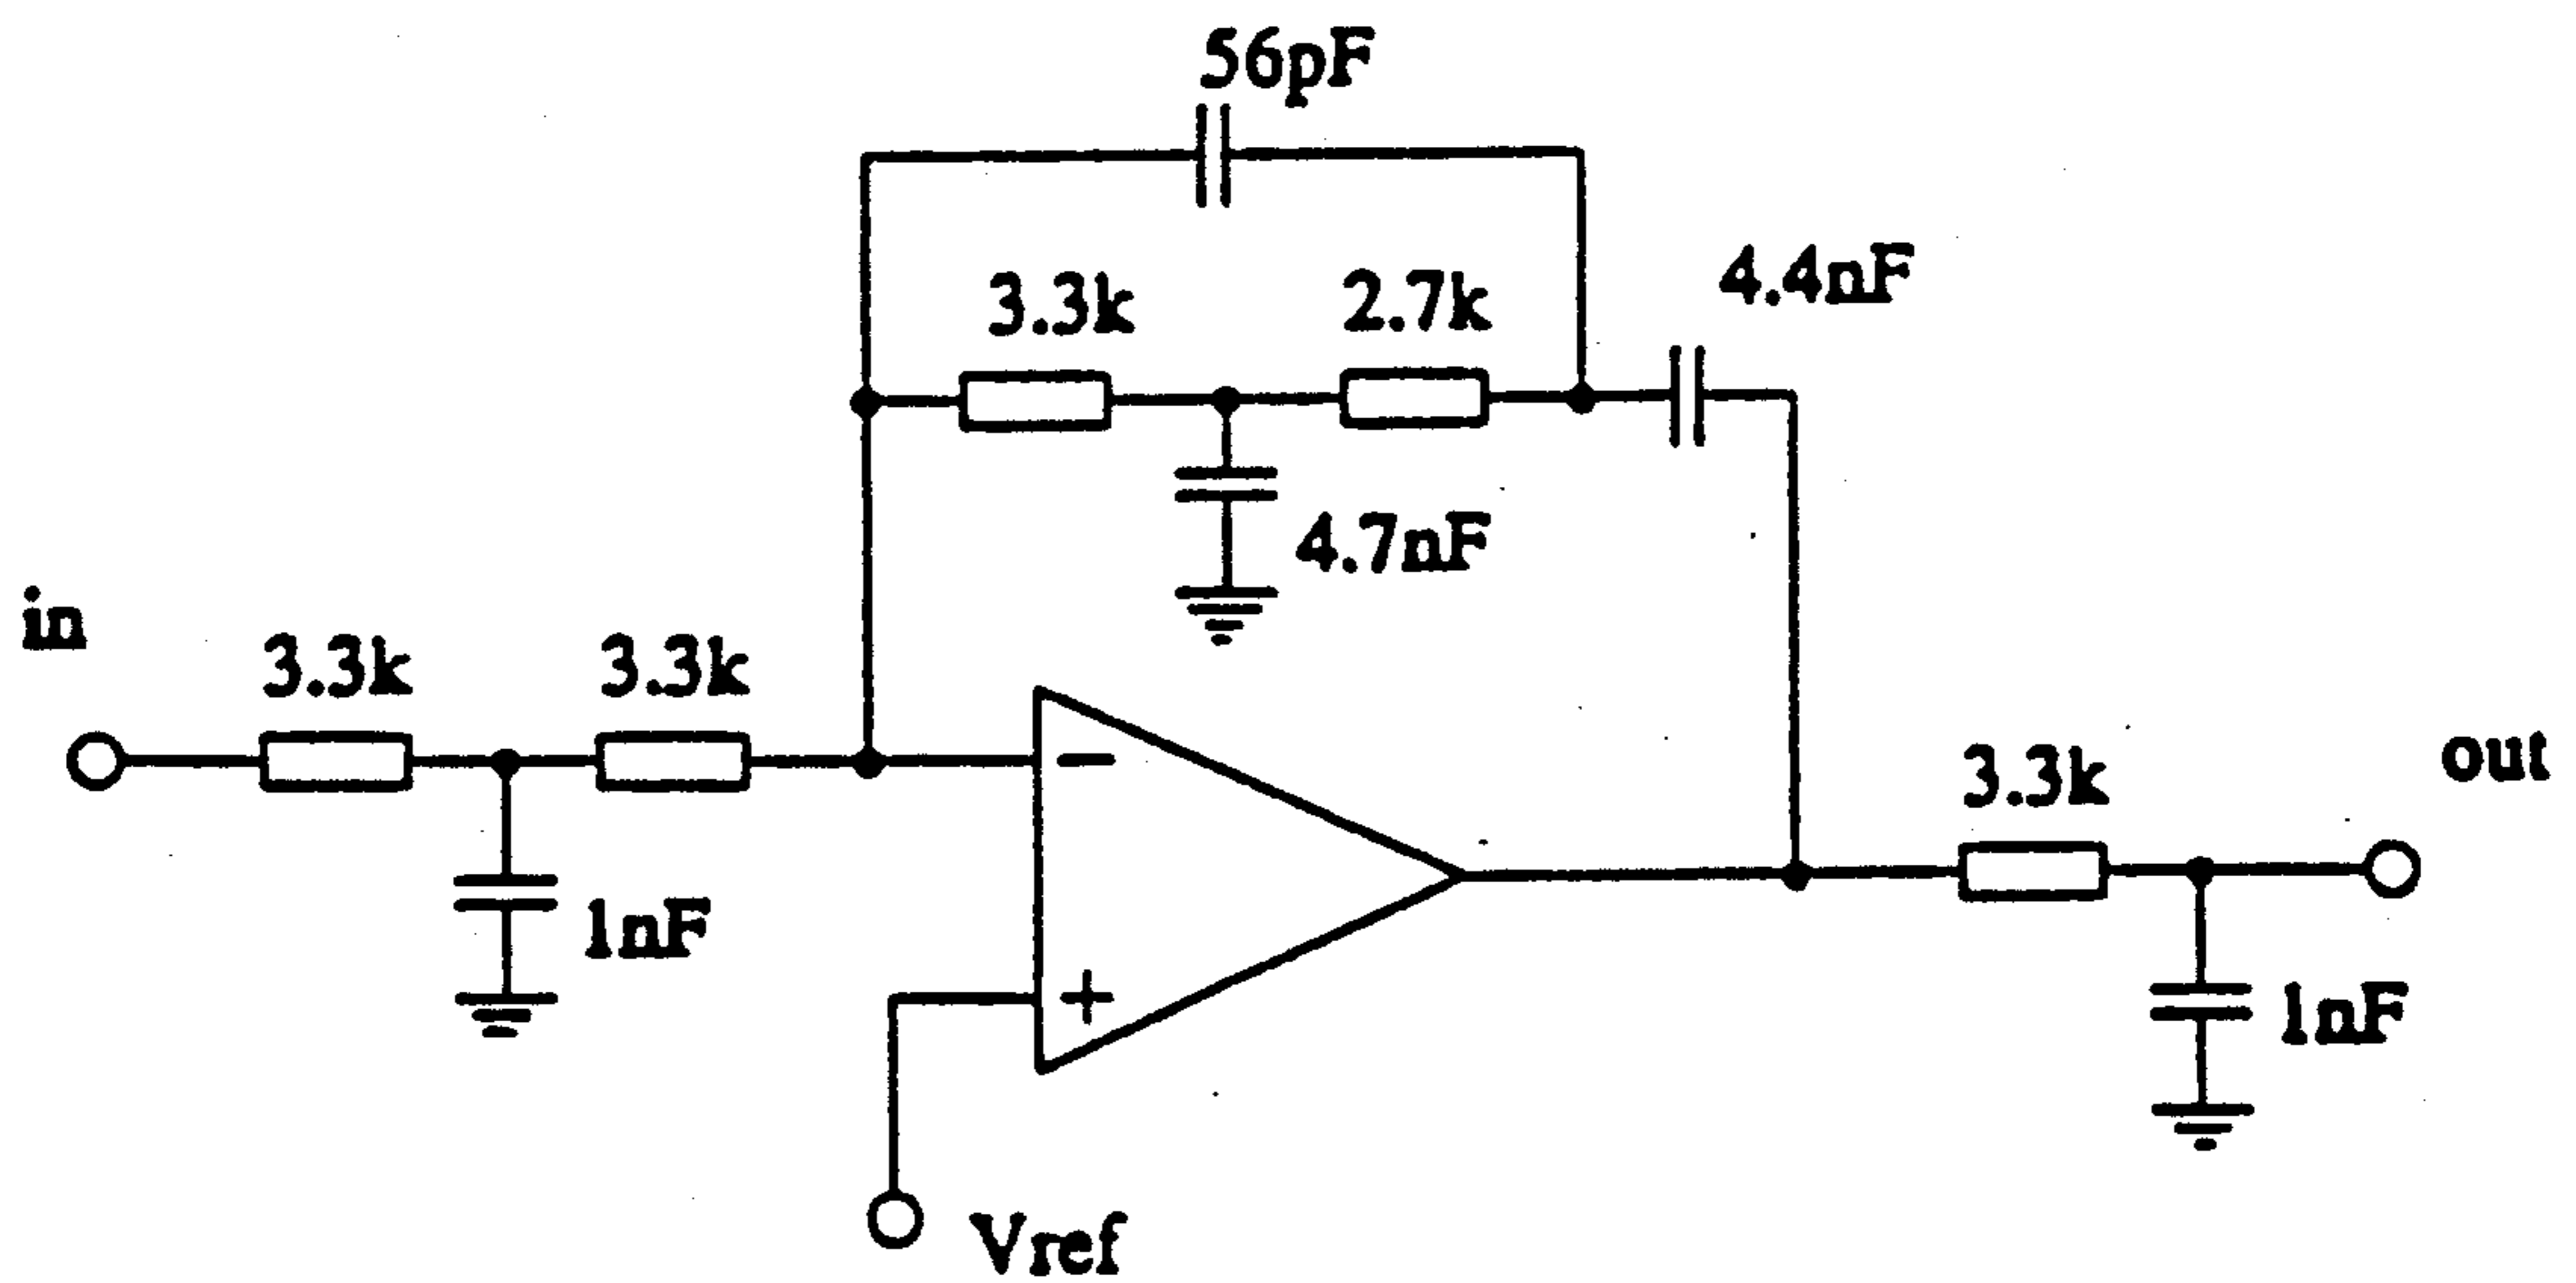 56pF
3.3k
2.7k
4.4nF
4.7nF
in
3.3k
3.3k
1nF
−
+
Vref
3.3k
out
1nF